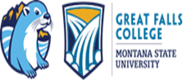 GREAT FALLS
COLLEGE
MONTANA STATE
UNIVERSITY